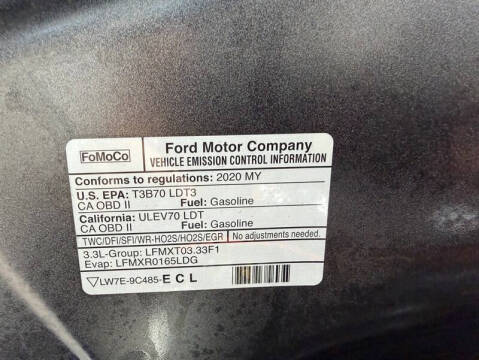 FoMoCo
Ford Motor Company
VEHICLE EMISSION CONTROL INFORMATION
Conforms to regulations: 2020 MY
U.S. EPA: T3B70 LDT3
CA OBD II Fuel: Gasoline
California: ULEV70 LDT
CA OBD II Fuel: Gasoline
TWC/DFI/SFI/WR-HO2S/HO2S/EGR No adjustments needed.
3.3L-Group: LFMXT03.33F1
Evap: LFMXR0165LDG
LW7E-9C485-E C L